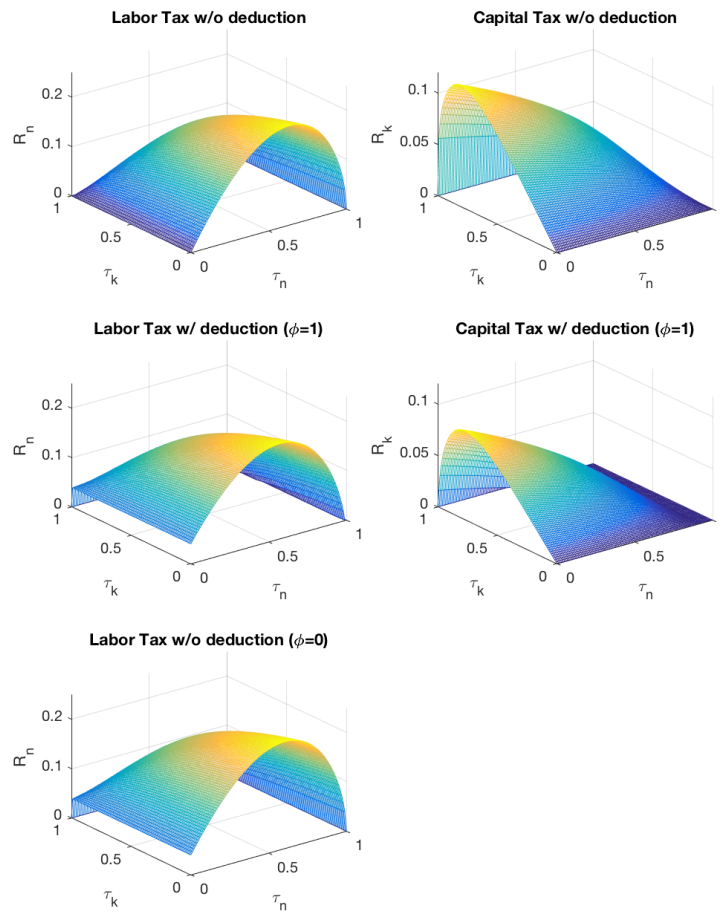 Labor Tax w/o deduction
R_n
0.2
0.1
0
1
0.5
0
τ_k
0
0.5
1
τ_n
Capital Tax w/o deduction
R_k
0.1
0.05
0
1
0.5
0
τ_k
0
0.5
1
τ_n
Labor Tax w/ deduction (ϕ=1)
R_n
0.2
0.1
0
1
0.5
0
τ_k
0
0.5
1
τ_n
Capital Tax w/ deduction (ϕ=1)
R_k
0.1
0.05
0
1
0.5
0
τ_k
0
0.5
1
τ_n
Labor Tax w/o deduction (ϕ=0)
R_n
0.2
0.1
0
1
0.5
0
τ_k
0
0.5
1
τ_n